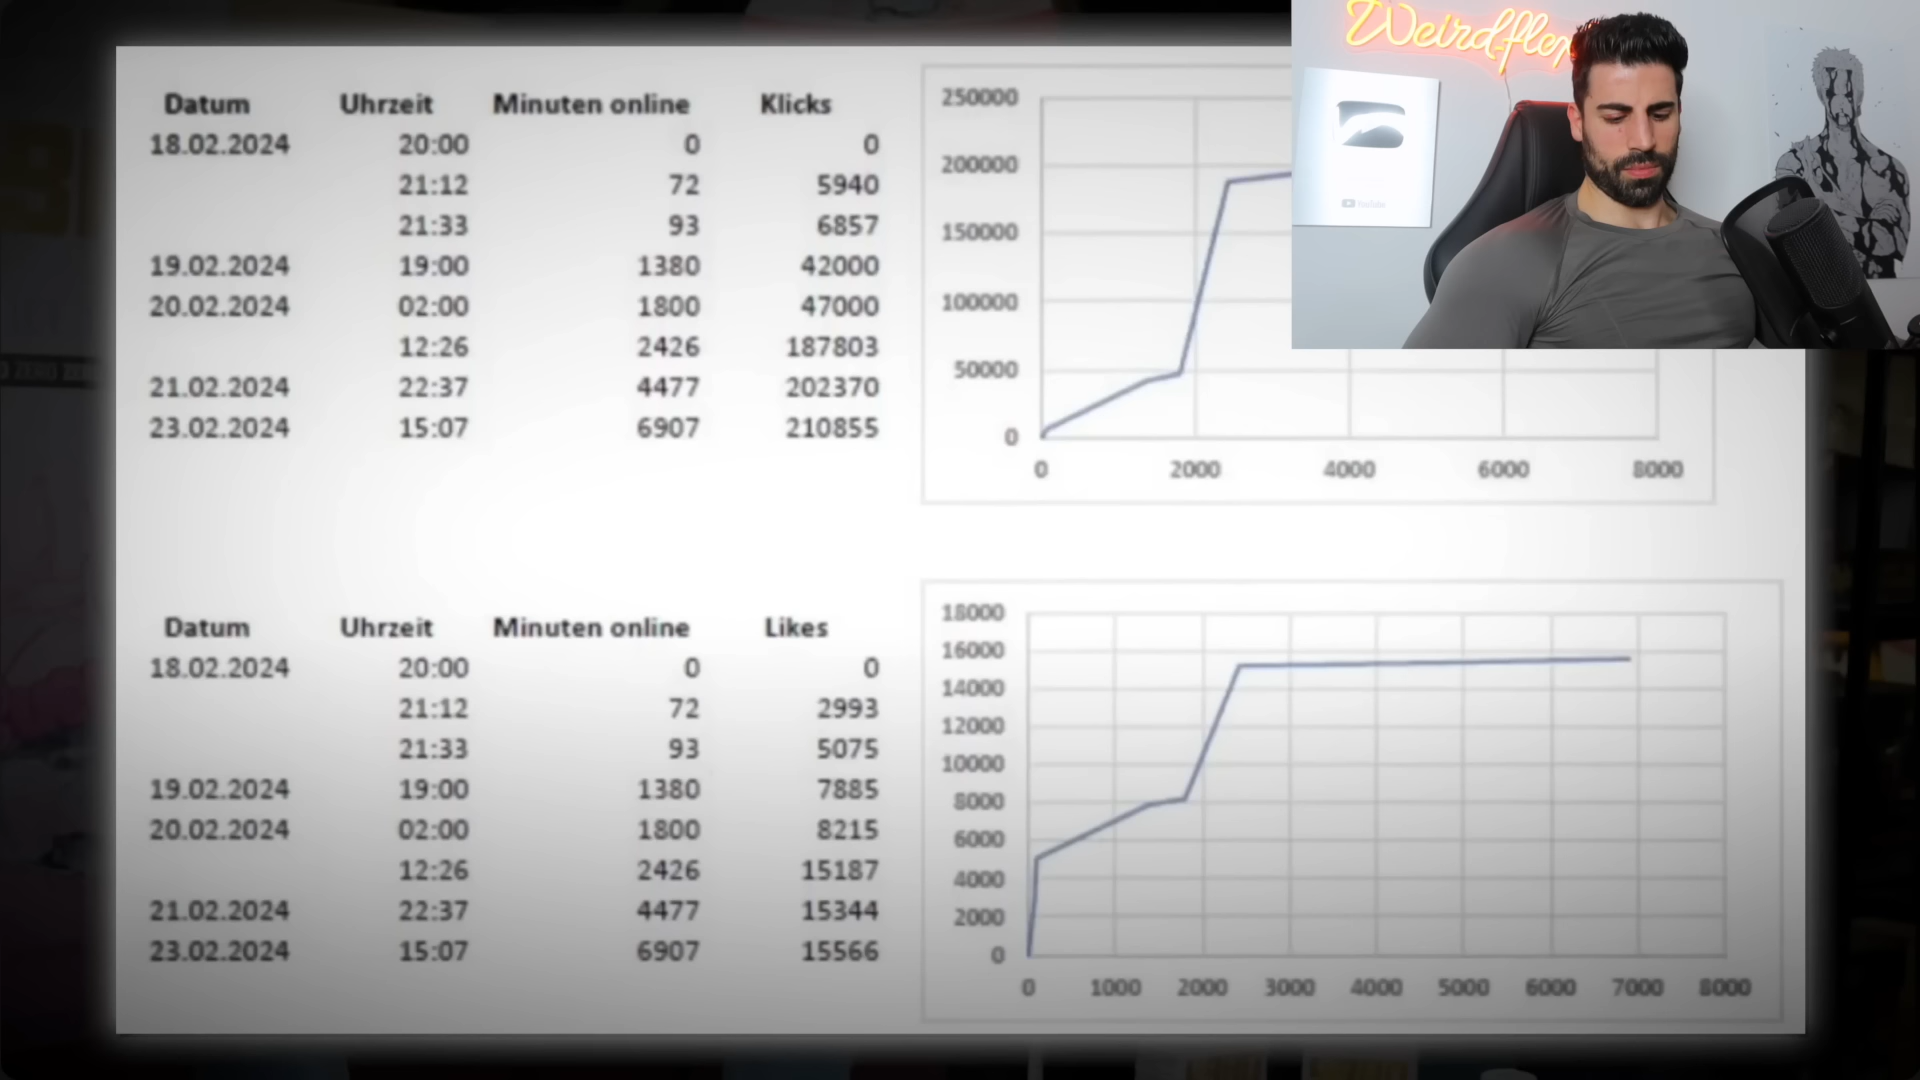 Weirdflex
YouTube
Datum Uhrzeit Minuten online Klicks
18.02.2024 20:00 0 0
21:12 72 5940
21:33 93 6857
19.02.2024 19:00 1380 42000
20.02.2024 02:00 1800 47000
12:26 2426 187803
21.02.2024 22:37 4477 202370
23.02.2024 15:07 6907 210855
250000
200000
150000
100000
50000
0
0 2000 4000 6000 8000
Datum Uhrzeit Minuten online Likes
18.02.2024 20:00 0 0
21:12 72 2993
21:33 93 5075
19.02.2024 19:00 1380 7885
20.02.2024 02:00 1800 8215
12:26 2426 15187
21.02.2024 22:37 4477 15344
23.02.2024 15:07 6907 15566
18000
16000
14000
12000
10000
8000
6000
4000
2000
0
0 1000 2000 3000 4000 5000 6000 7000 8000